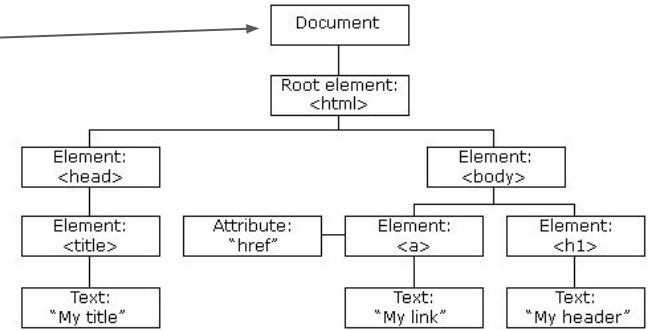 Document
Root element:
<html>
Element:
<head>
Element:
<body>
Element:
<title>
Attribute:
"href"
Element:
<a>
Element:
<h1>
Text:
"My title"
Text:
"My link"
Text:
"My header"